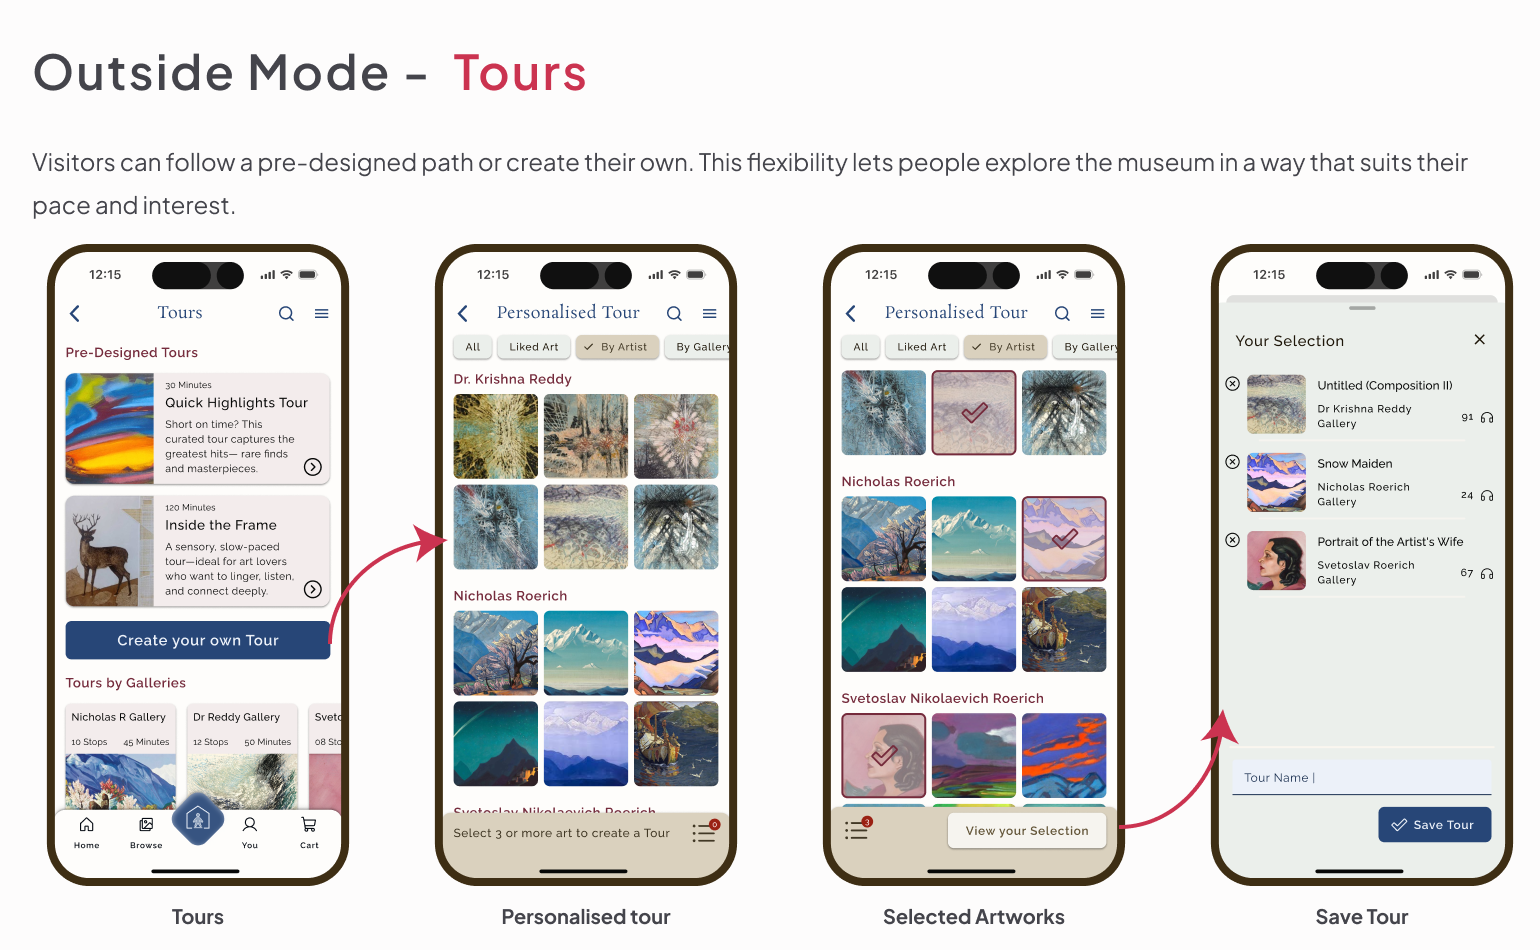 Outside Mode – Tours
Visitors can follow a pre-designed path or create their own. This flexibility lets people explore the museum in a way that suits their
pace and interest.
12:15
Tours
Pre-Designed Tours
30 Minutes
Quick Highlights Tour
Short on time? This
curated tour captures the
greatest hits— rare finds
and masterpieces.
120 Minutes
Inside the Frame
A sensory, slow-paced
tour—ideal for art lovers
who want to linger, listen,
and connect deeply.
Create your own Tour
Tours by Galleries
Nicholas R Gallery
10 Stops 45 Minutes
Dr Reddy Gallery
12 Stops 50 Minutes
Sveto
08 Sto
Home
Browse
You
Cart
Tours
12:15
Personalised Tour
All
Liked Art
By Artist
By Gallery
Dr. Krishna Reddy
Nicholas Roerich
Svetoslav Nikolaevich Roerich
Select 3 or more art to create a Tour
0
Personalised tour
12:15
Personalised Tour
All
Liked Art
By Artist
By Gallery
Nicholas Roerich
Svetoslav Nikolaevich Roerich
3
View your Selection
Selected Artworks
12:15
Your Selection
Untitled (Composition II)
Dr Krishna Reddy
Gallery
91
Snow Maiden
Nicholas Roerich
Gallery
24
Portrait of the Artist's Wife
Svetoslav Roerich
Gallery
67
Tour Name |
Save Tour
Save Tour